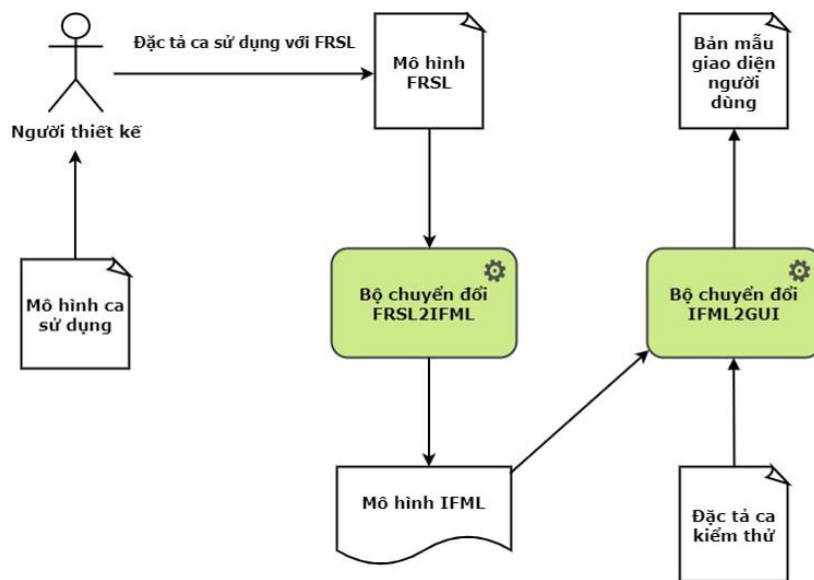 Đặc tả ca sử dụng với FRSL
Người thiết kế
Mô hình
FRSL
Bản mẫu
giao diện
người
dùng
Mô hình ca
sử dụng
Bộ chuyển đổi
FRSL2IFML
Bộ chuyển đổi
IFML2GUI
Mô hình IFML
Đặc tả ca
kiểm thử